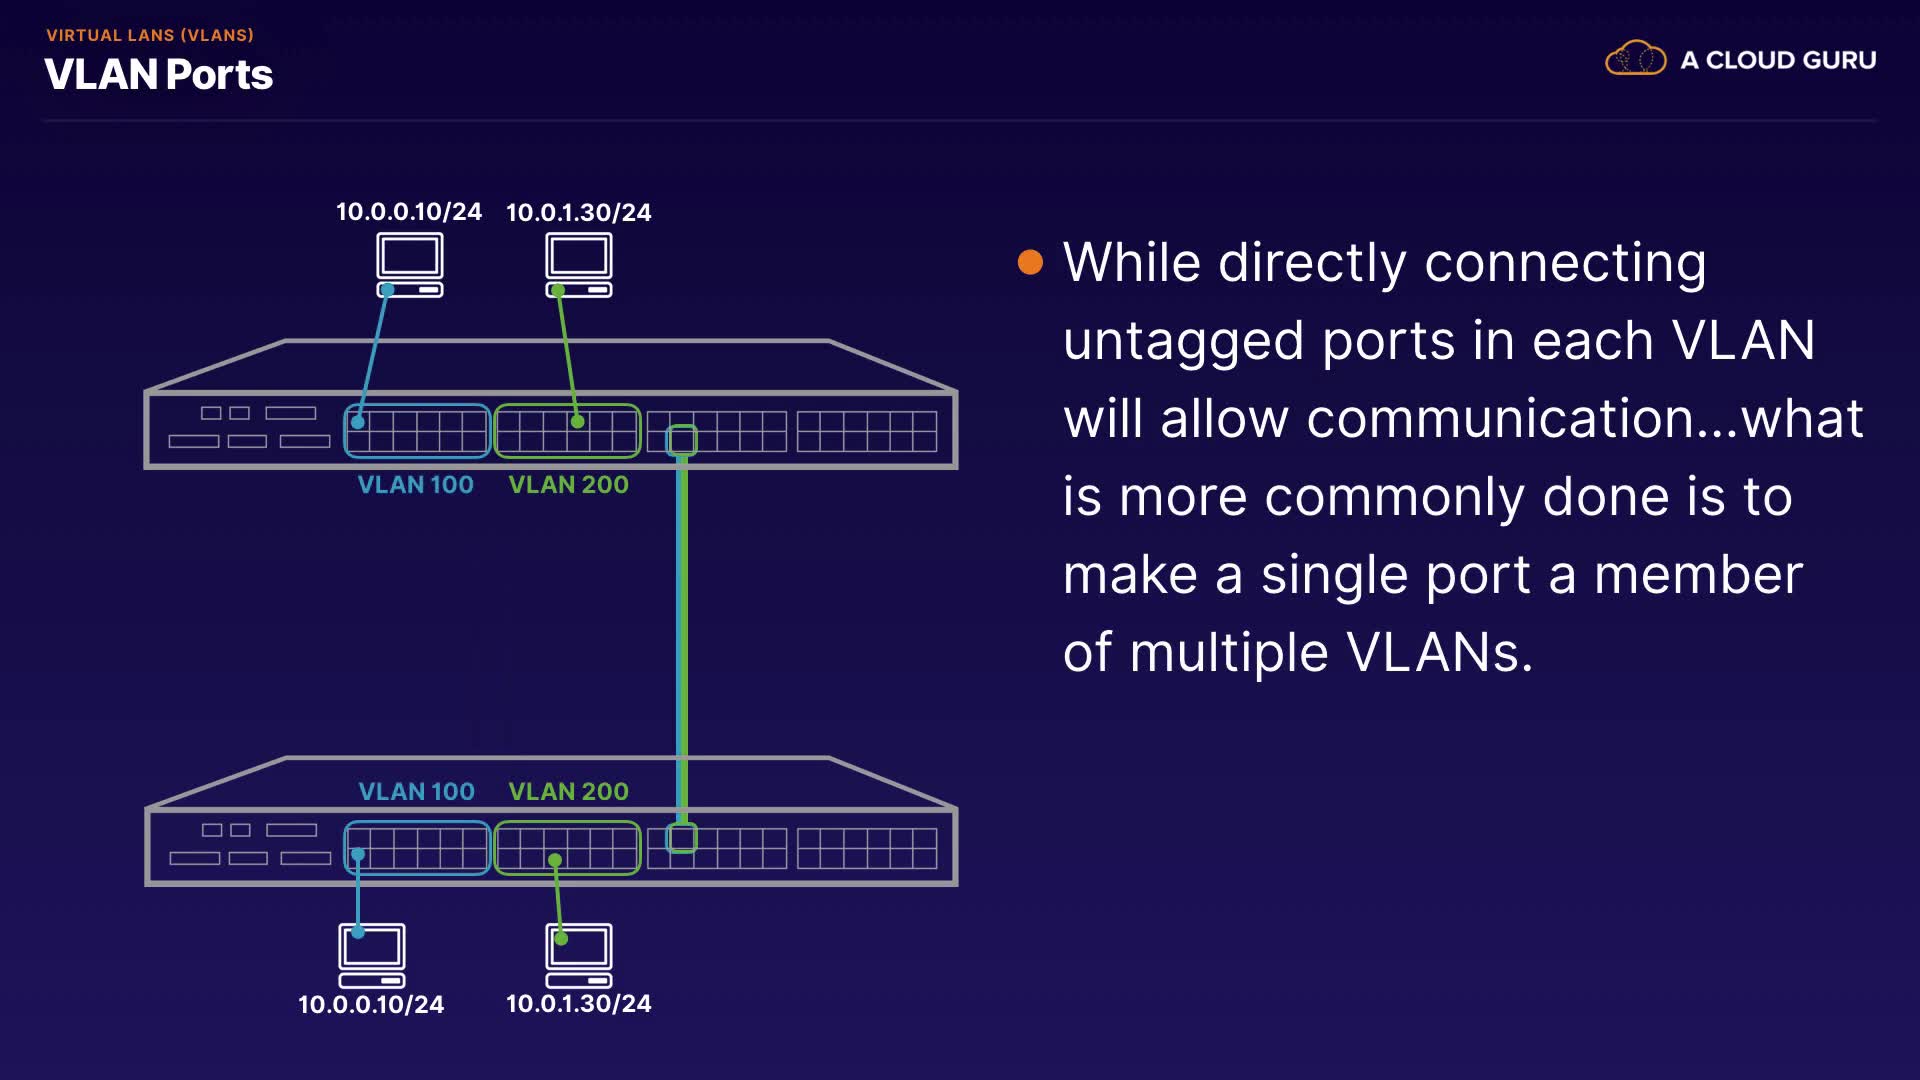 VIRTUAL LANS (VLANS)
VLAN Ports
A CLOUD GURU
10.0.0.10/24 10.0.1.30/24
VLAN 100 VLAN 200
VLAN 100 VLAN 200
10.0.0.10/24 10.0.1.30/24
While directly connecting
untagged ports in each VLAN
will allow communication...what
is more commonly done is to
make a single port a member
of multiple VLANs.